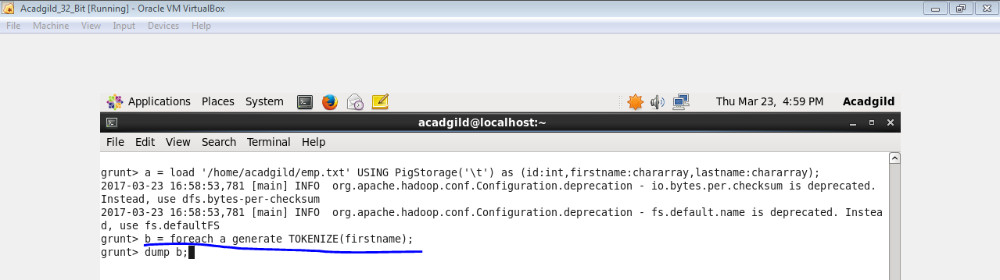 Acadgild_32_Bit [Running] - Oracle VM VirtualBox
File Machine View Input Devices Help
Applications Places System Thu Mar 23, 4:59 PM Acadgild
acadgild@localhost:~
File Edit View Search Terminal Help
grunt> a = load '/home/acadgild/emp.txt' USING PigStorage('\t') as (id:int,firstname:chararray,lastname:chararray);
2017-03-23 16:58:53,781 [main] INFO  org.apache.hadoop.conf.Configuration.deprecation - io.bytes.per.checksum is deprecated.
Instead, use dfs.bytes-per-checksum
2017-03-23 16:58:53,781 [main] INFO  org.apache.hadoop.conf.Configuration.deprecation - fs.default.name is deprecated. Instea
d, use fs.defaultFS
grunt> b = foreach a generate TOKENIZE(firstname);
grunt> dump b;